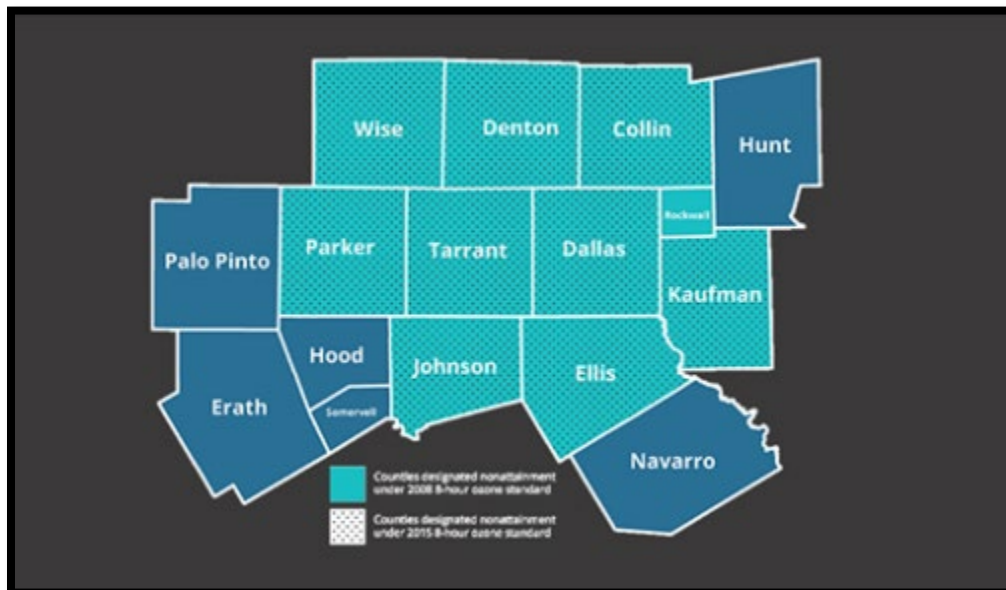 Wise
Denton
Collin
Hunt
Rockwall
Palo Pinto
Parker
Tarrant
Dallas
Kaufman
Hood
Johnson
Ellis
Erath
Somervell
Navarro
Counties designated nonattainment
under 2008 8-hour ozone standard
Counties designated nonattainment
under 2015 8-hour ozone standard